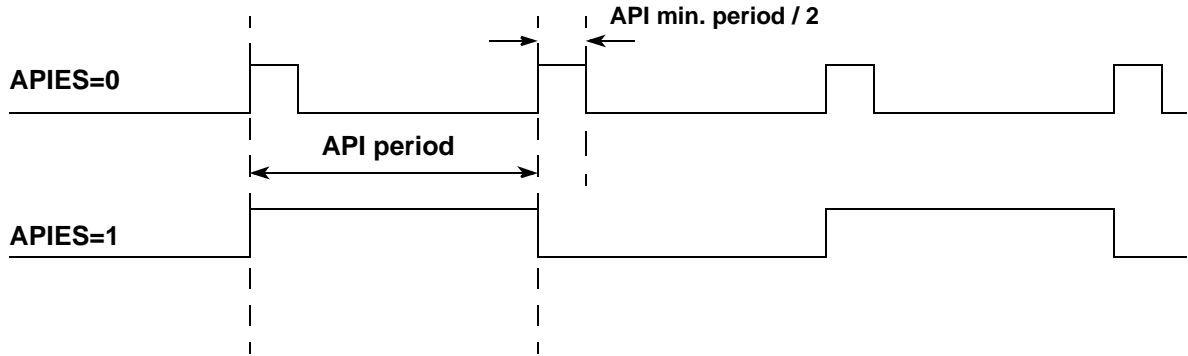 API min. period / 2
APIES=0
API period
APIES=1